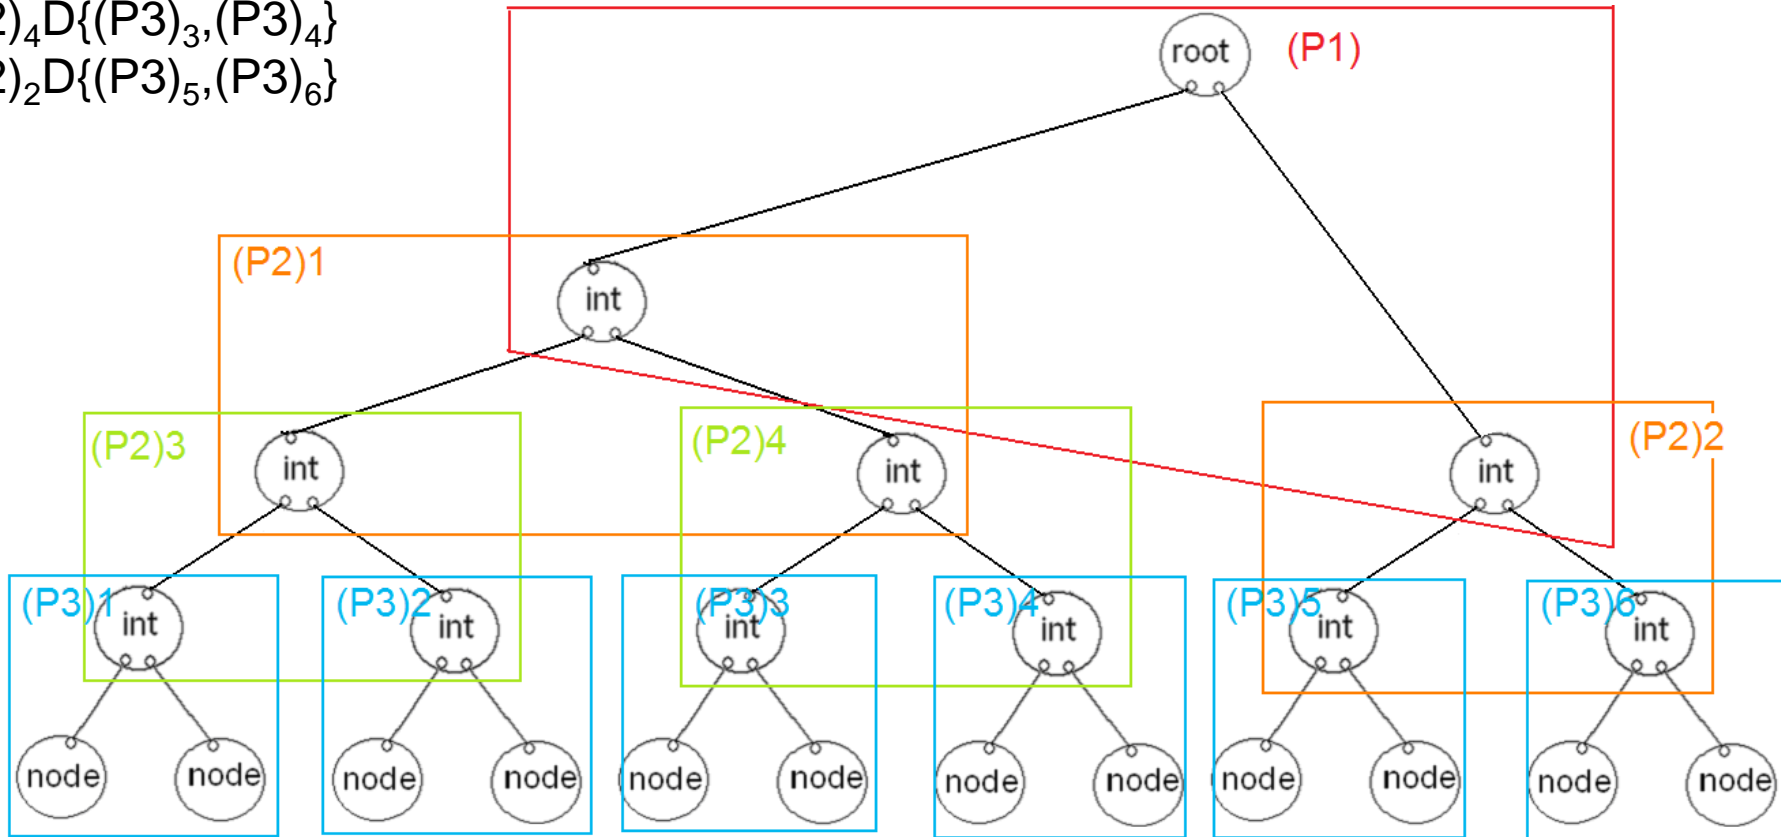 2)₄D{(P3)₃,(P3)₄}
2)₂D{(P3)₅,(P3)₆}
root (P1)
(P2)1
int
(P2)3 int (P2)4 int int (P2)2
(P3)1 int (P3)2 int (P3)3 int (P3)4 int (P3)5 int (P3)6 int
node node node node node node node node node node node node